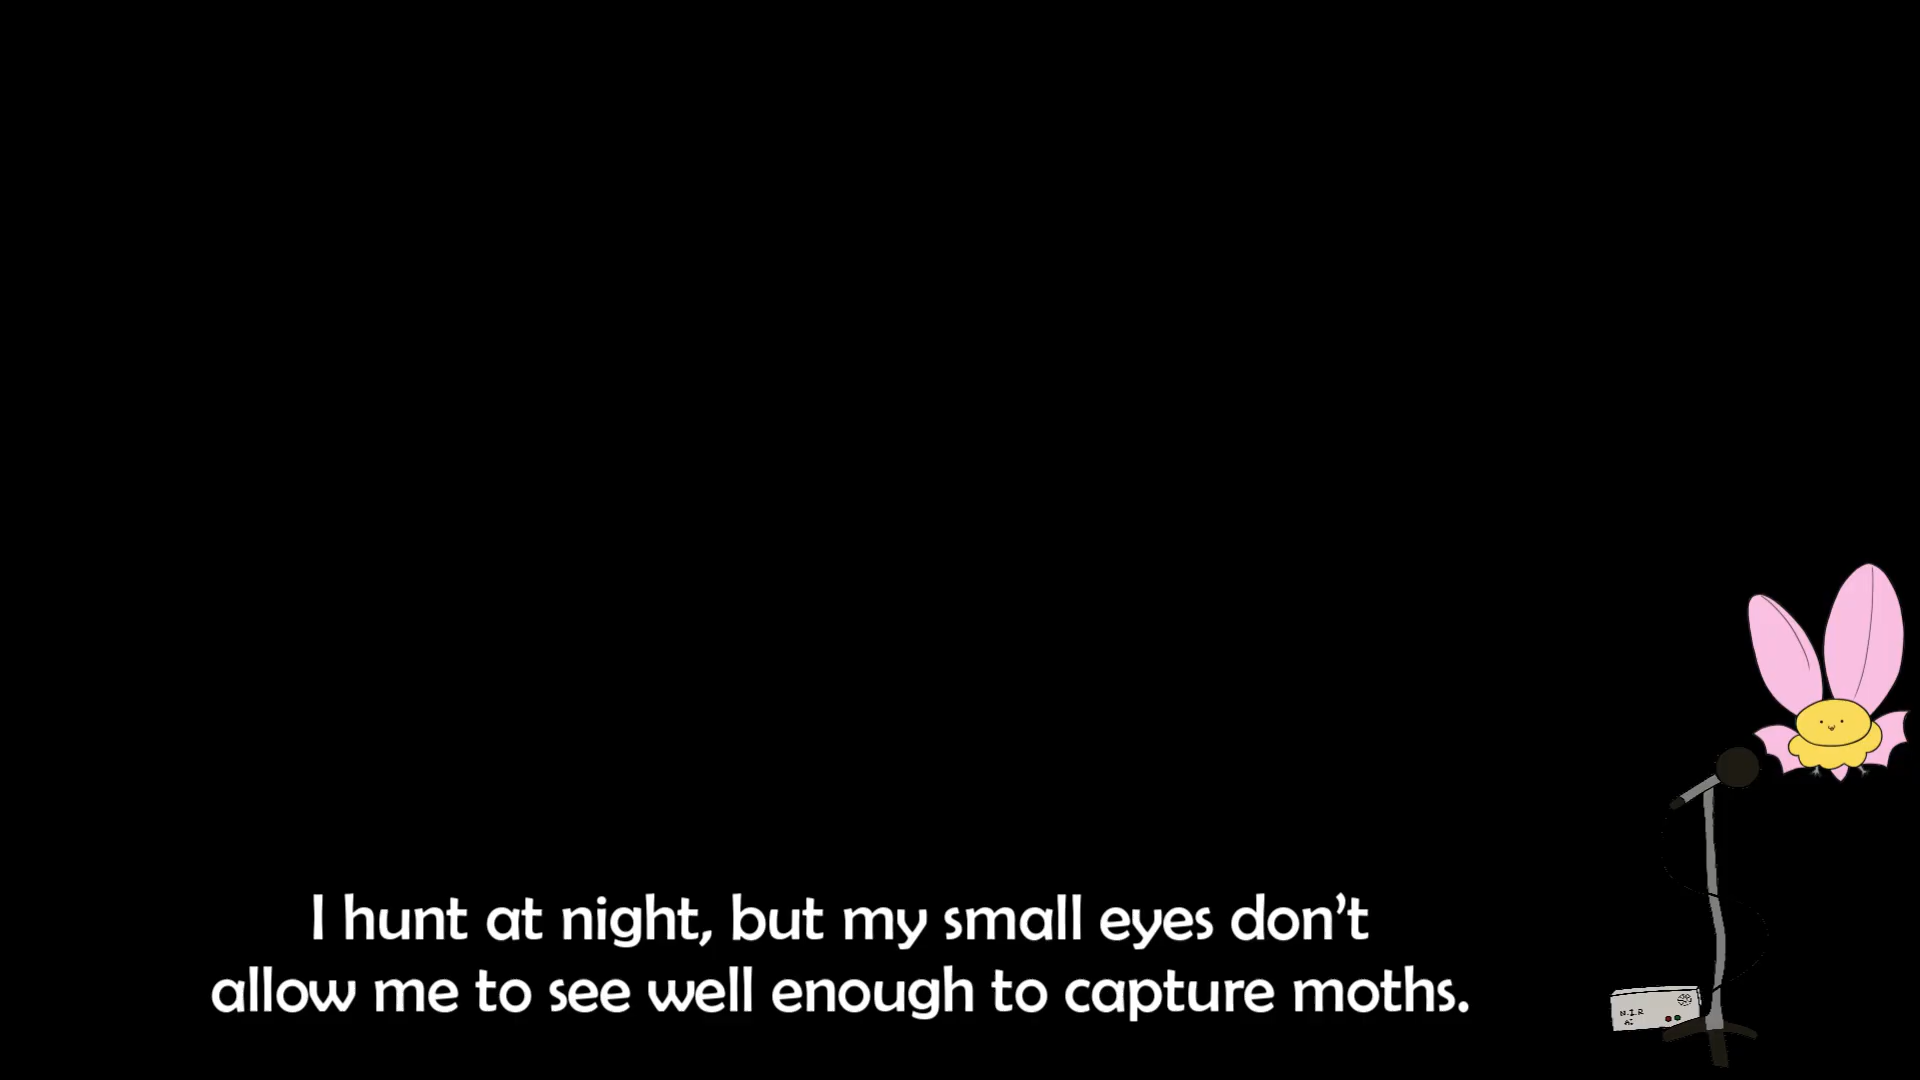 I hunt at night, but my small eyes don’t
allow me to see well enough to capture moths.
N.I.R